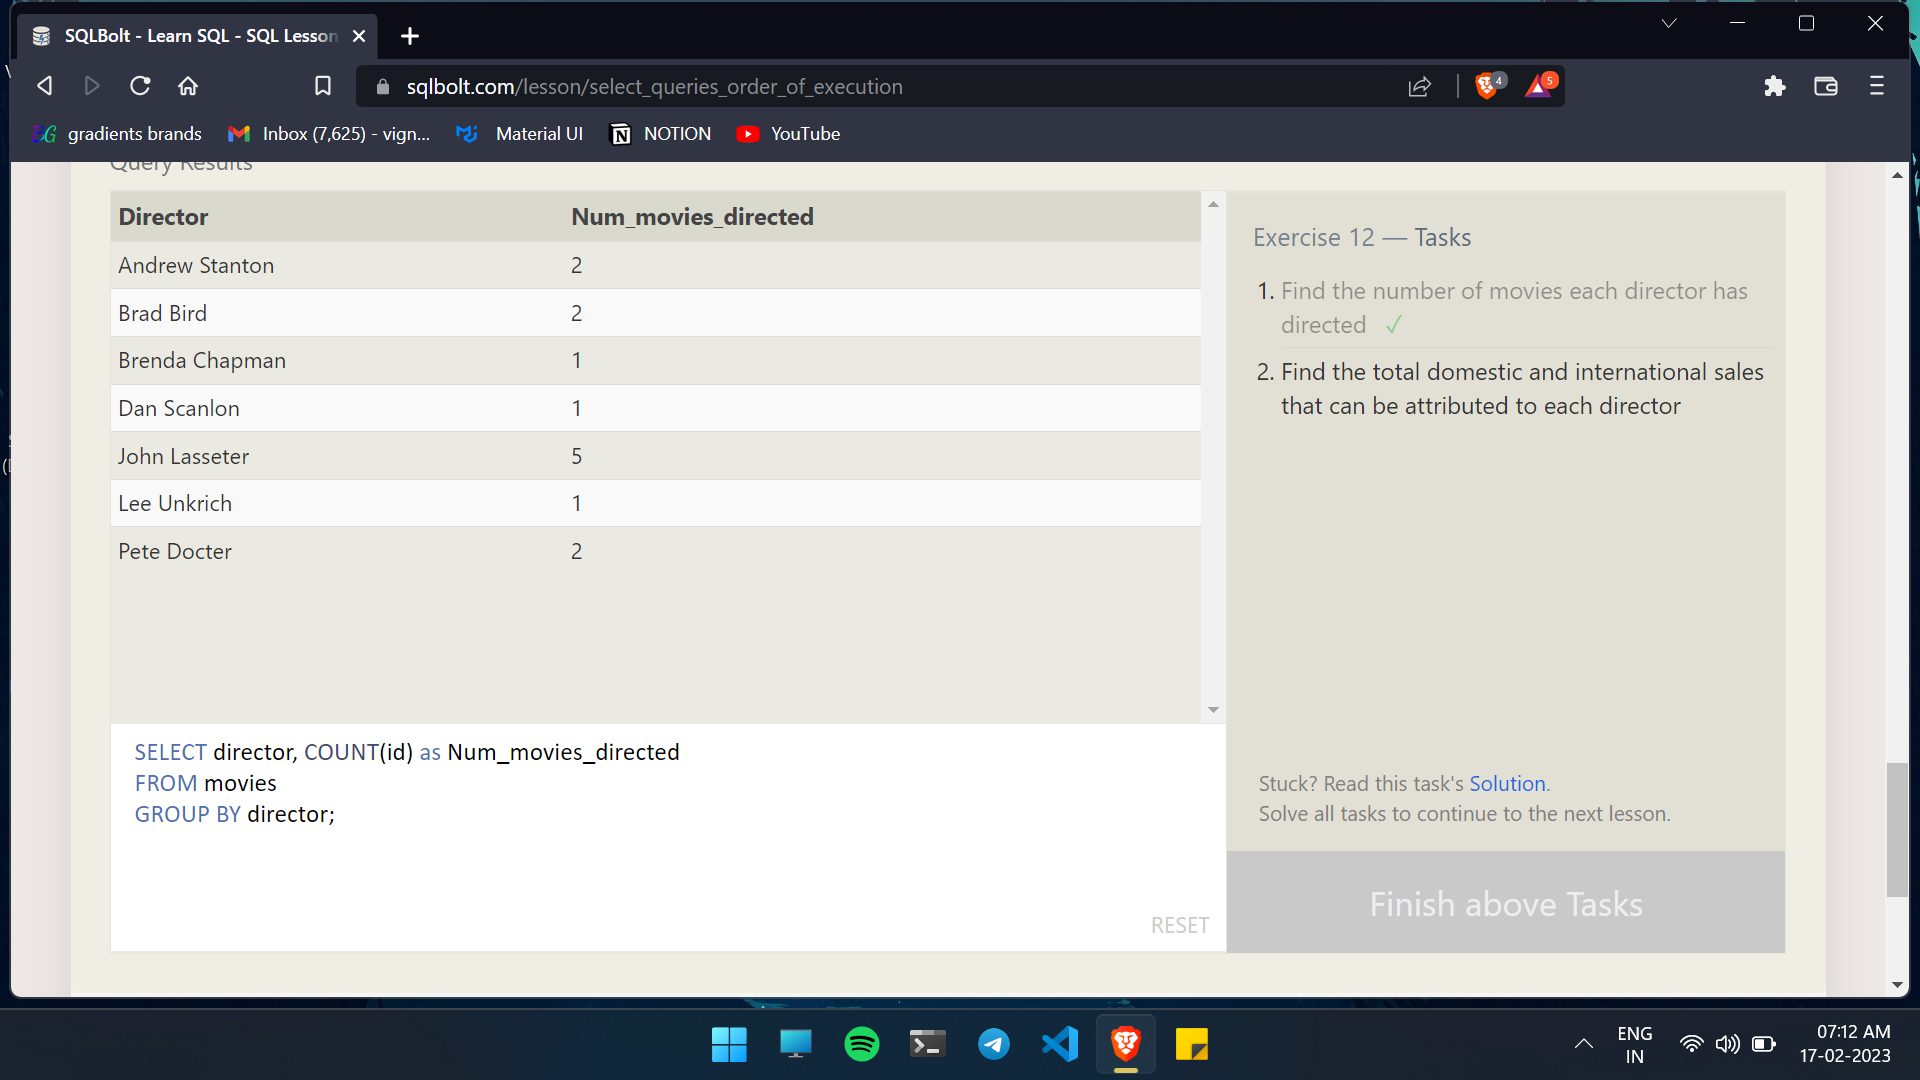 SQLBolt - Learn SQL - SQL Lesson
sqlbolt.com/lesson/select_queries_order_of_execution
4
5
gradients brands
Inbox (7,625) - vign...
Material UI
NOTION
YouTube
Query Results
Director Num_movies_directed
Andrew Stanton 2
Brad Bird 2
Brenda Chapman 1
Dan Scanlon 1
John Lasseter 5
Lee Unkrich 1
Pete Docter 2
SELECT director, COUNT(id) as Num_movies_directed
FROM movies
GROUP BY director;
RESET
Exercise 12 — Tasks
1. Find the number of movies each director has
directed ✓
2. Find the total domestic and international sales
that can be attributed to each director
Stuck? Read this task's Solution.
Solve all tasks to continue to the next lesson.
Finish above Tasks
ENG
IN
07:12 AM
17-02-2023